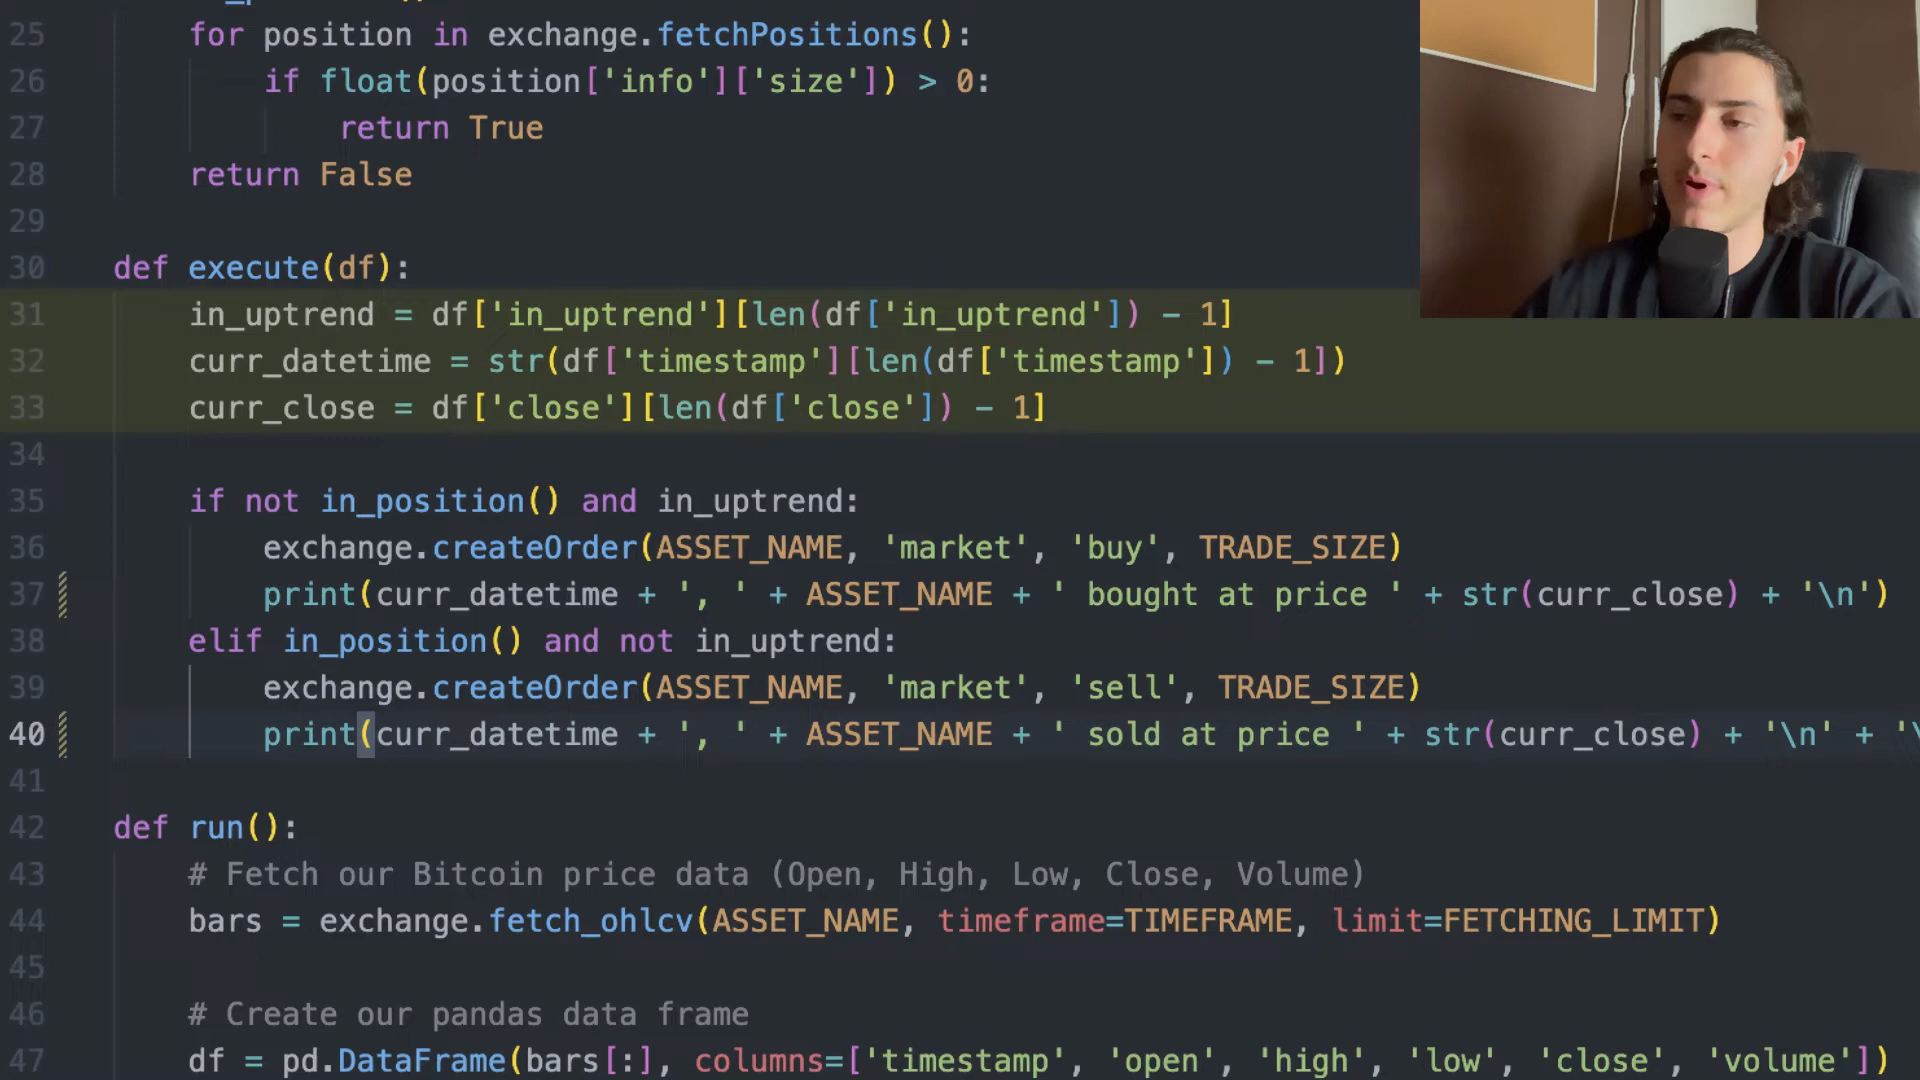 25 for position in exchange.fetchPositions():
26 if float(position['info']['size']) > 0:
27 return True
28 return False
29
30 def execute(df):
31 in_uptrend = df['in_uptrend'][len(df['in_uptrend']) - 1]
32 curr_datetime = str(df['timestamp'][len(df['timestamp']) - 1])
33 curr_close = df['close'][len(df['close']) - 1]
34
35 if not in_position() and in_uptrend:
36 exchange.createOrder(ASSET_NAME, 'market', 'buy', TRADE_SIZE)
37 print(curr_datetime + ', ' + ASSET_NAME + ' bought at price ' + str(curr_close) + '\n')
38 elif in_position() and not in_uptrend:
39 exchange.createOrder(ASSET_NAME, 'market', 'sell', TRADE_SIZE)
40 print(curr_datetime + ', ' + ASSET_NAME + ' sold at price ' + str(curr_close) + '\n' + '\
41
42 def run():
43 # Fetch our Bitcoin price data (Open, High, Low, Close, Volume)
44 bars = exchange.fetch_ohlcv(ASSET_NAME, timeframe=TIMEFRAME, limit=FETCHING_LIMIT)
45
46 # Create our pandas data frame
47 df = pd.DataFrame(bars[:], columns=['timestamp', 'open', 'high', 'low', 'close', 'volume'])